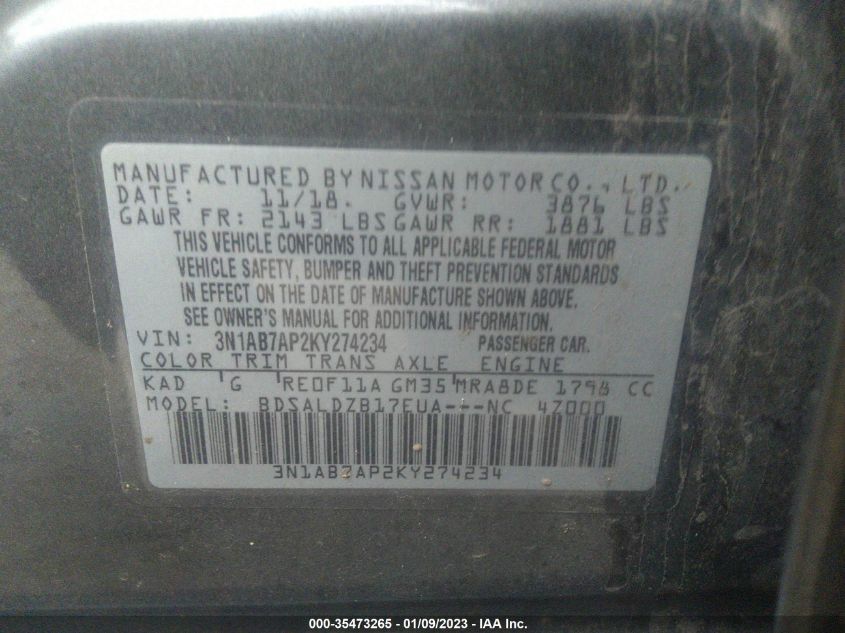 MANUFACTURED BY NISSAN MOTOR CO., LTD.
DATE: 11/18. GVWR: 3876 LBS
GAWR FR: 2143 LBS GAWR RR: 1881 LBS
THIS VEHICLE CONFORMS TO ALL APPLICABLE FEDERAL MOTOR
VEHICLE SAFETY, BUMPER AND THEFT PREVENTION STANDARDS
IN EFFECT ON THE DATE OF MANUFACTURE SHOWN ABOVE.
SEE OWNER'S MANUAL FOR ADDITIONAL INFORMATION.
VIN: 3N1AB7AP2KY274234 PASSENGER CAR.
COLOR TRIM TRANS AXLE ENGINE
KAD G RE0F11A GM35 MRA8DE 1798 CC
MODEL: BDSALDZB17EUA---NC 4Z000
3N1AB7AP2KY274234
000-35473265 - 01/09/2023 - IAA Inc.